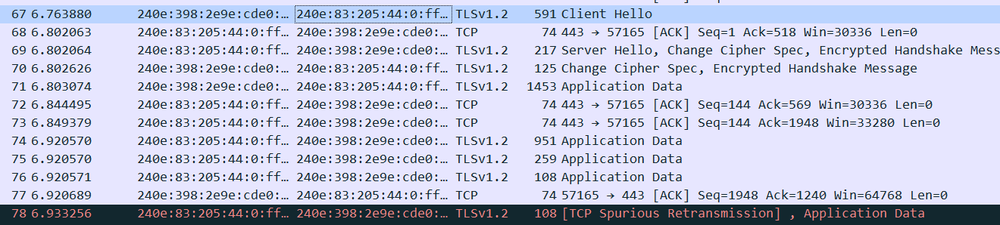 67 6.763880 240e:398:2e9e:cde0:… 240e:83:205:44:0:ff… TLSv1.2 591 Client Hello
68 6.802063 240e:83:205:44:0:ff… 240e:398:2e9e:cde0:… TCP 74 443 → 57165 [ACK] Seq=1 Ack=518 Win=30336 Len=0
69 6.802064 240e:83:205:44:0:ff… 240e:398:2e9e:cde0:… TLSv1.2 217 Server Hello, Change Cipher Spec, Encrypted Handshake Mess
70 6.802626 240e:398:2e9e:cde0:… 240e:83:205:44:0:ff… TLSv1.2 125 Change Cipher Spec, Encrypted Handshake Message
71 6.803074 240e:398:2e9e:cde0:… 240e:83:205:44:0:ff… TLSv1.2 1453 Application Data
72 6.844495 240e:83:205:44:0:ff… 240e:398:2e9e:cde0:… TCP 74 443 → 57165 [ACK] Seq=144 Ack=569 Win=30336 Len=0
73 6.849379 240e:83:205:44:0:ff… 240e:398:2e9e:cde0:… TCP 74 443 → 57165 [ACK] Seq=144 Ack=1948 Win=33280 Len=0
74 6.920570 240e:83:205:44:0:ff… 240e:398:2e9e:cde0:… TLSv1.2 951 Application Data
75 6.920570 240e:83:205:44:0:ff… 240e:398:2e9e:cde0:… TLSv1.2 259 Application Data
76 6.920571 240e:83:205:44:0:ff… 240e:398:2e9e:cde0:… TLSv1.2 108 Application Data
77 6.920689 240e:398:2e9e:cde0:… 240e:83:205:44:0:ff… TCP 74 57165 → 443 [ACK] Seq=1948 Ack=1240 Win=64768 Len=0
78 6.933256 240e:83:205:44:0:ff… 240e:398:2e9e:cde0:… TLSv1.2 108 [TCP Spurious Retransmission] , Application Data